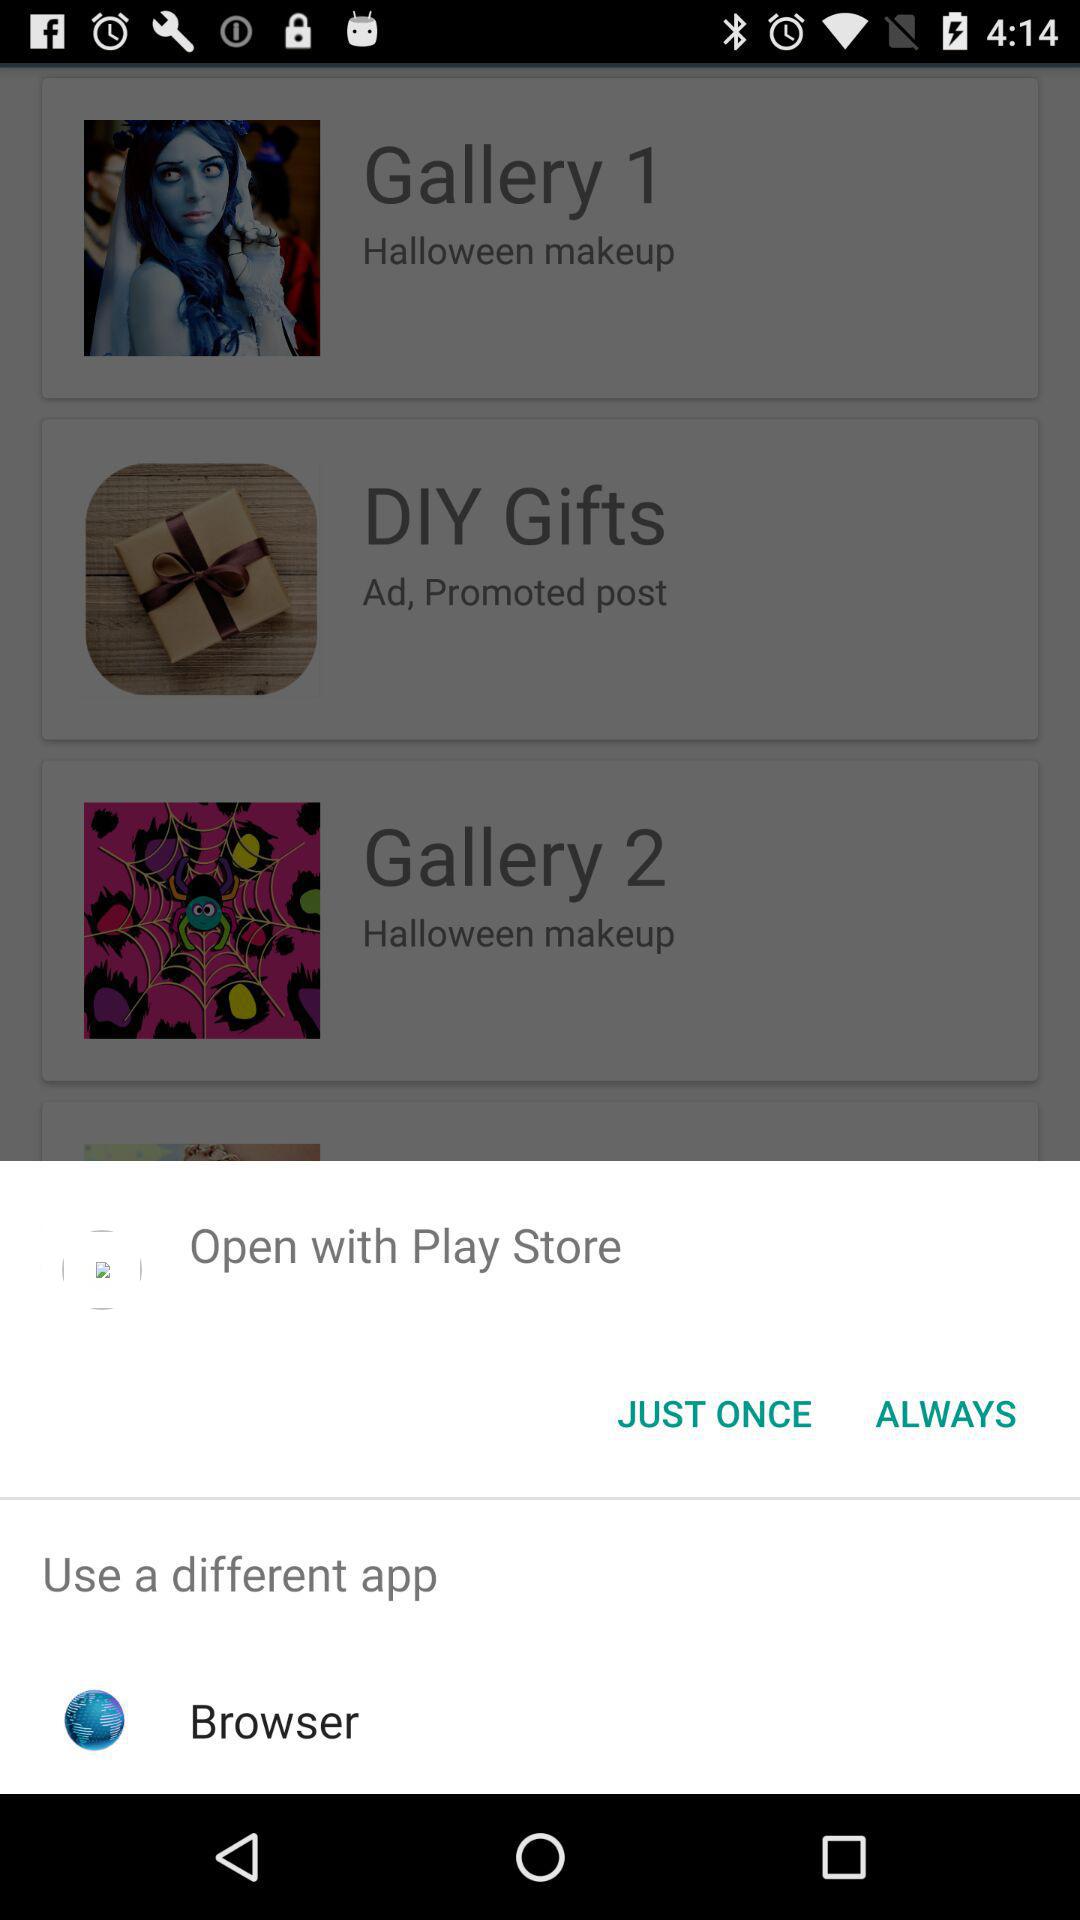 4:14
Gallery 1
Halloween makeup
DIY Gifts
Ad, Promoted post
Gallery 2
Halloween makeup
Open with Play Store
JUST ONCE
ALWAYS
Use a different app
Browser